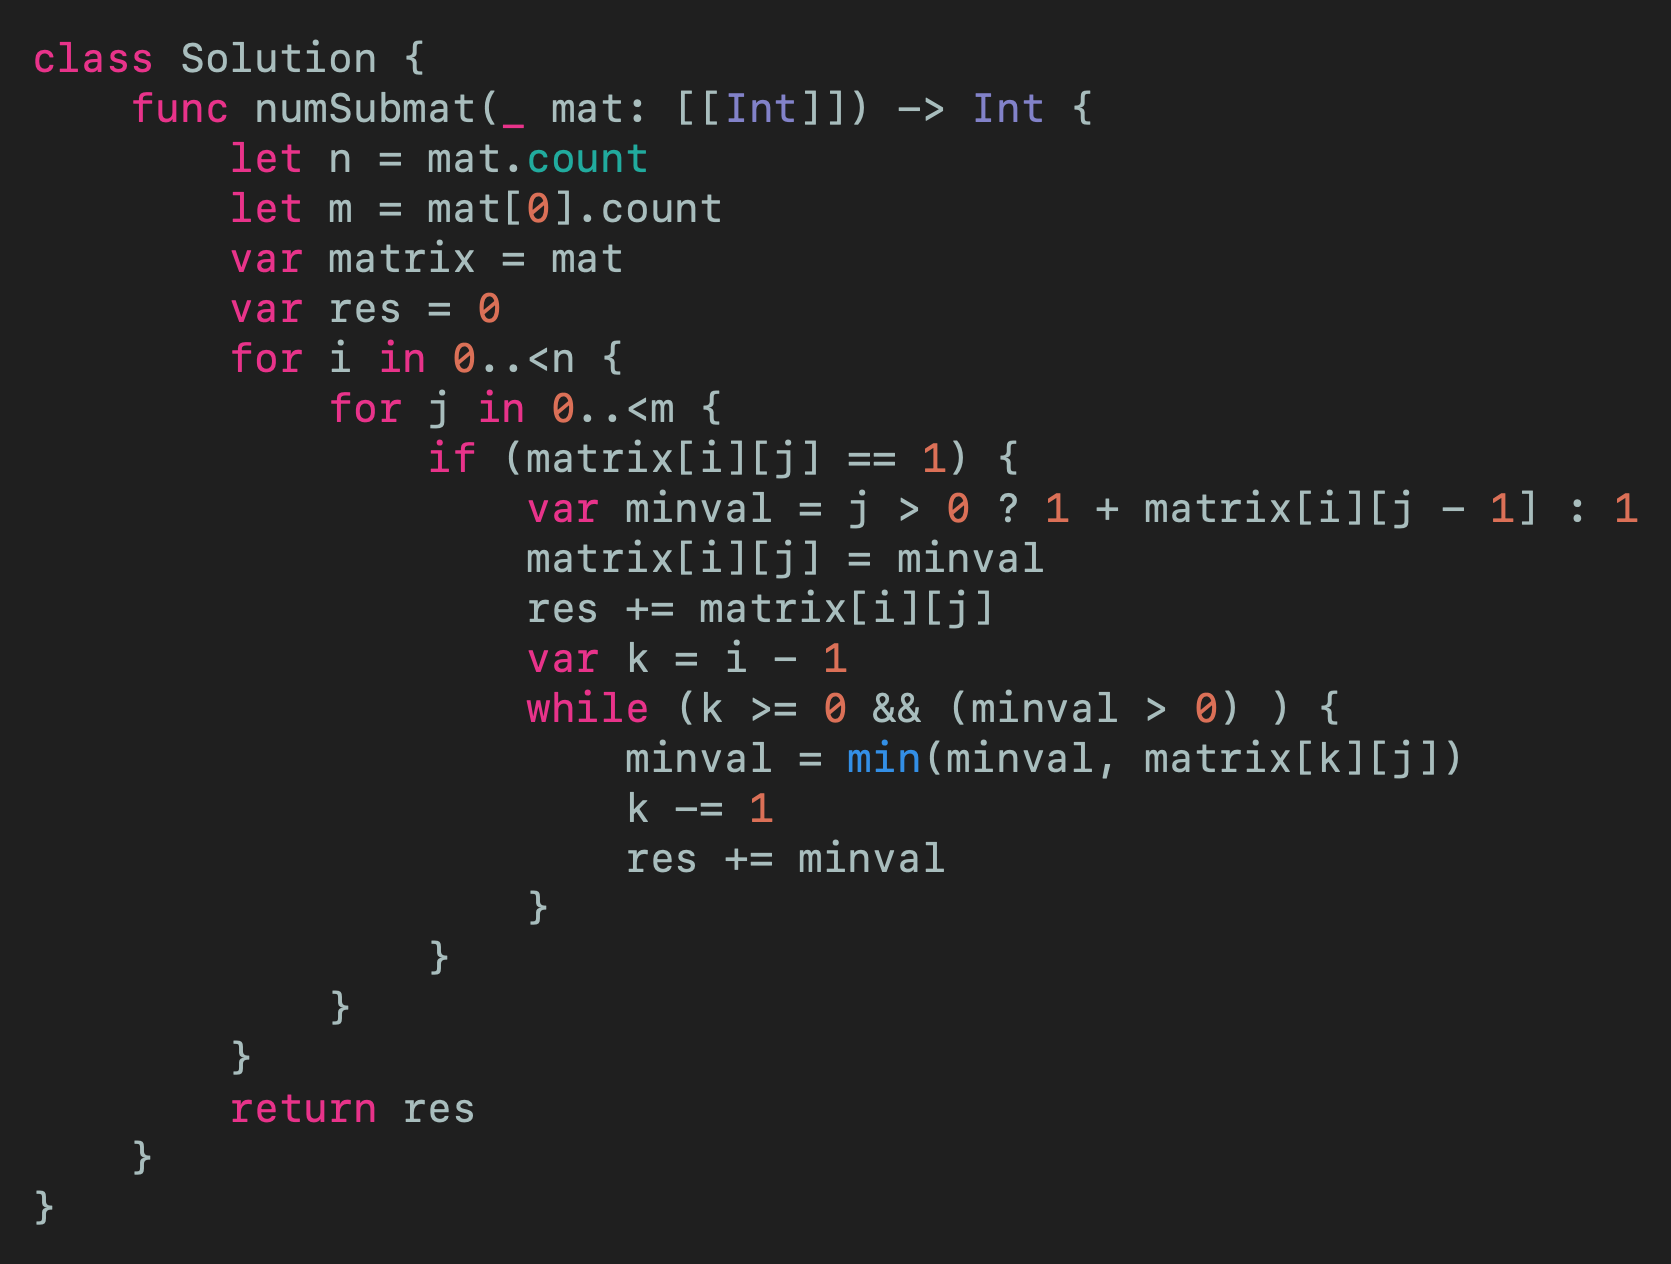 class Solution {
    func numSubmat(_ mat: [[Int]]) -> Int {
        let n = mat.count
        let m = mat[0].count
        var matrix = mat
        var res = 0
        for i in 0..<n {
            for j in 0..<m {
                if (matrix[i][j] == 1) {
                    var minval = j > 0 ? 1 + matrix[i][j - 1] : 1
                    matrix[i][j] = minval
                    res += matrix[i][j]
                    var k = i - 1
                    while (k >= 0 && (minval > 0) ) {
                        minval = min(minval, matrix[k][j])
                        k -= 1
                        res += minval
                    }
                }
            }
        }
        return res
    }
}